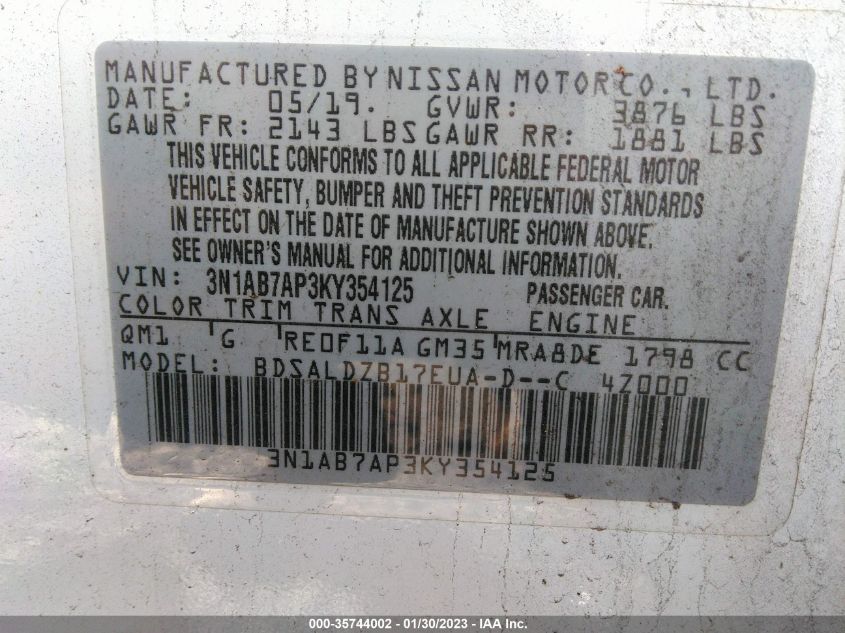 MANUFACTURED BY NISSAN MOTOR CO., LTD.
DATE: 05/19. GVWR: 3876 LBS
GAWR FR: 2143 LBS GAWR RR: 1881 LBS
THIS VEHICLE CONFORMS TO ALL APPLICABLE FEDERAL MOTOR
VEHICLE SAFETY, BUMPER AND THEFT PREVENTION STANDARDS
IN EFFECT ON THE DATE OF MANUFACTURE SHOWN ABOVE.
SEE OWNER'S MANUAL FOR ADDITIONAL INFORMATION.
VIN: 3N1AB7AP3KY354125 PASSENGER CAR.
COLOR TRIM TRANS AXLE ENGINE
QM1 G RE0F11A GM35 MRA8DE 1798 CC
MODEL: BDSALDZB17EUA-D--C 4Z000
3N1AB7AP3KY354125
000-35744002 - 01/30/2023 - IAA Inc.